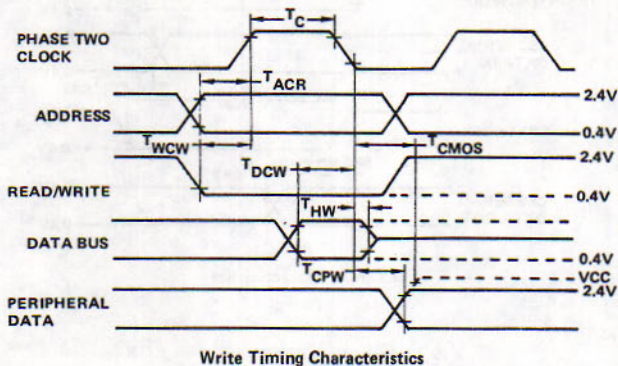 T_C
PHASE TWO
CLOCK
T_ACR
ADDRESS
2.4V
0.4V
T_WCW
T_CMOS
T_DCW
2.4V
READ/WRITE
0.4V
T_HW
DATA BUS
0.4V
T_CPW
VCC
2.4V
PERIPHERAL
DATA
Write Timing Characteristics